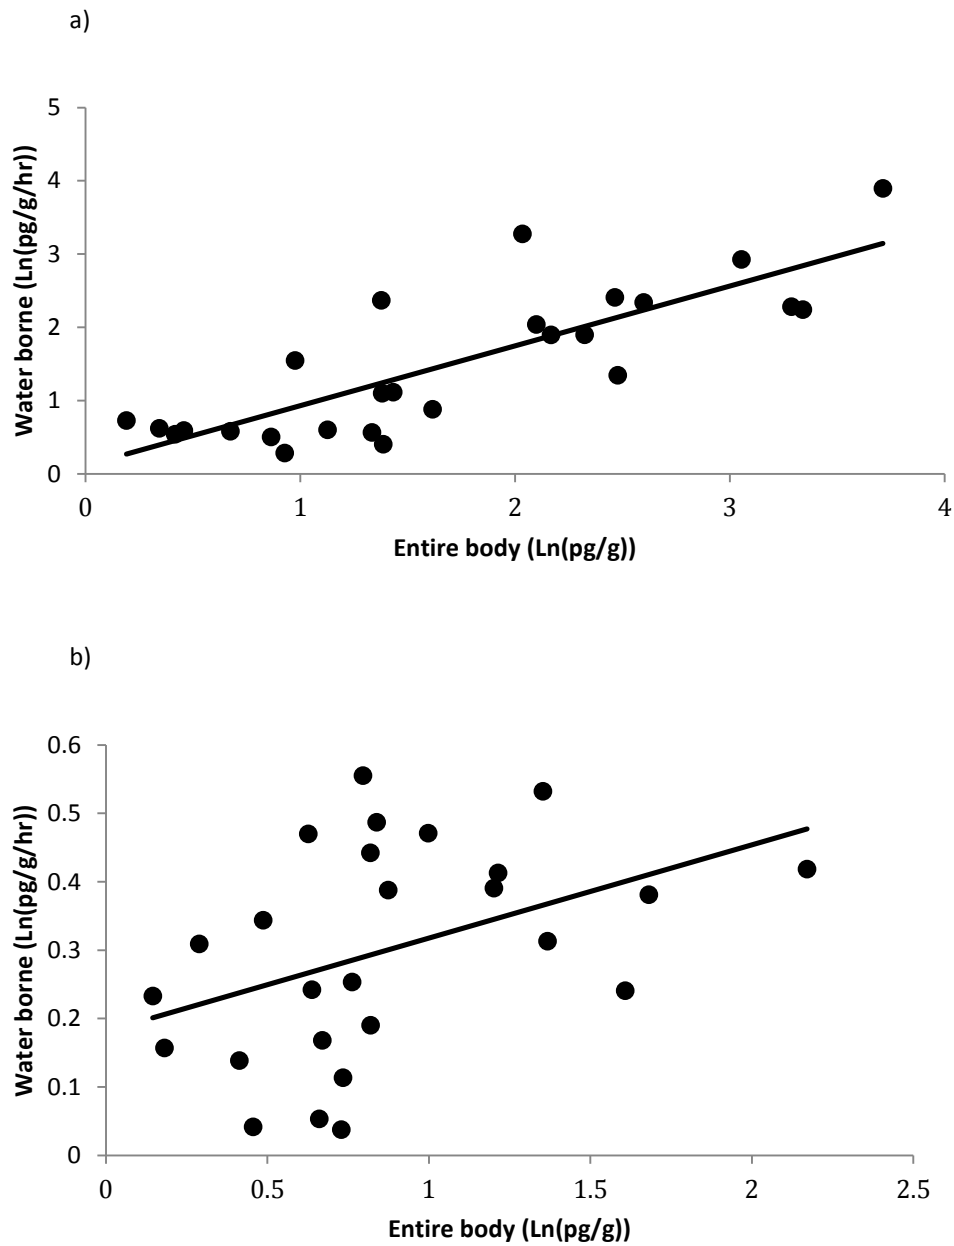 a)
5
4
3
2
1
0
Water borne (Ln(pg/g/hr))
0 1 2 3 4
Entire body (Ln(pg/g))
b)
0.6
0.5
0.4
0.3
0.2
0.1
0
Water borne (Ln(pg/g/hr))
0 0.5 1 1.5 2 2.5
Entire body (Ln(pg/g))